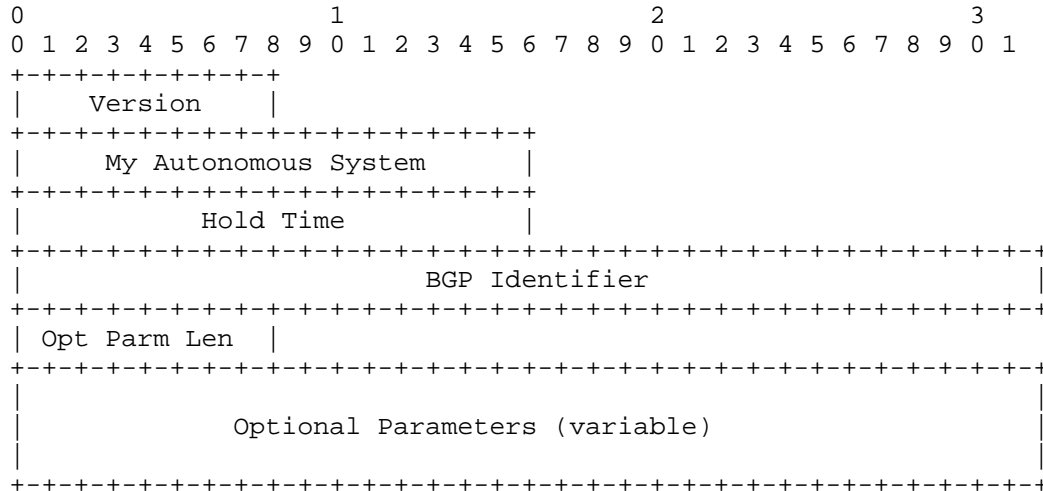 0                   1                   2                   3
0 1 2 3 4 5 6 7 8 9 0 1 2 3 4 5 6 7 8 9 0 1 2 3 4 5 6 7 8 9 0 1
+-+-+-+-+-+-+-+-+
|    Version    |
+-+-+-+-+-+-+-+-+-+-+-+-+-+-+-+-+
|     My Autonomous System      |
+-+-+-+-+-+-+-+-+-+-+-+-+-+-+-+-+
|           Hold Time           |
+-+-+-+-+-+-+-+-+-+-+-+-+-+-+-+-+-+-+-+-+-+-+-+-+-+-+-+-+-+-+-+-+
|                         BGP Identifier                        |
+-+-+-+-+-+-+-+-+-+-+-+-+-+-+-+-+-+-+-+-+-+-+-+-+-+-+-+-+-+-+-+-+
| Opt Parm Len  |
+-+-+-+-+-+-+-+-+-+-+-+-+-+-+-+-+-+-+-+-+-+-+-+-+-+-+-+-+-+-+-+-+
|                                                               |
|             Optional Parameters (variable)                    |
|                                                               |
+-+-+-+-+-+-+-+-+-+-+-+-+-+-+-+-+-+-+-+-+-+-+-+-+-+-+-+-+-+-+-+-+